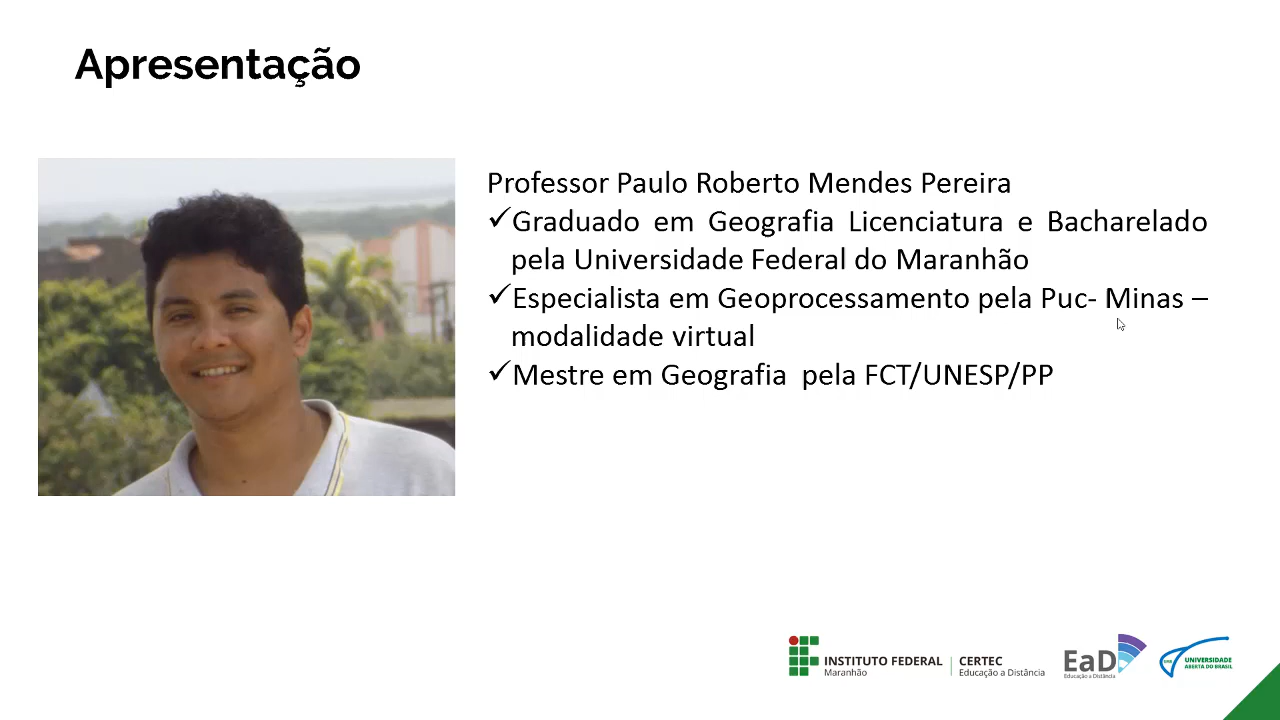 Apresentação
Professor Paulo Roberto Mendes Pereira
✓Graduado em Geografia Licenciatura e Bacharelado
pela Universidade Federal do Maranhão
✓Especialista em Geoprocessamento pela Puc- Minas –
modalidade virtual
✓Mestre em Geografia pela FCT/UNESP/PP
INSTITUTO FEDERAL
Maranhão
CERTEC
Educação a Distância
EaD
Educação a Distância
UAB
UNIVERSIDADE
ABERTA DO BRASIL